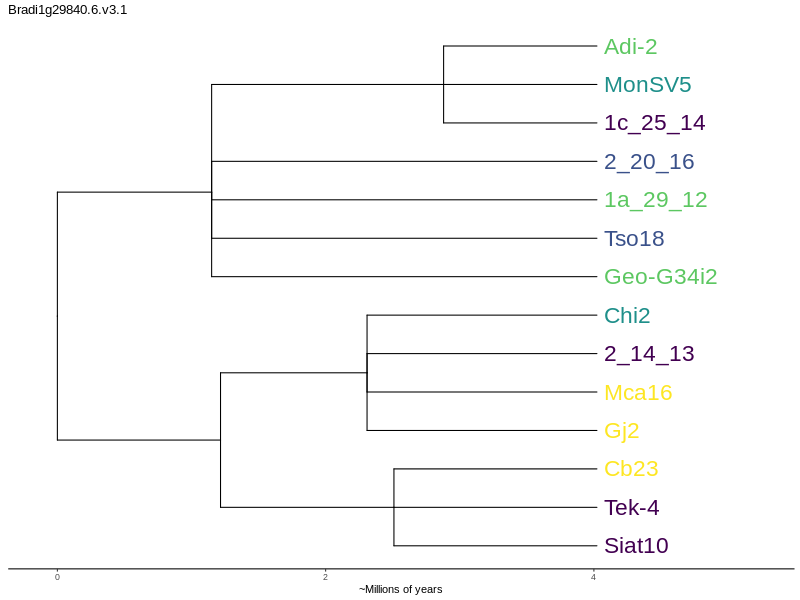 Bradi1g29840.6.v3.1
Adi-2
MonSV5
1c_25_14
2_20_16
1a_29_12
Tso18
Geo-G34i2
Chi2
2_14_13
Mca16
Gj2
Cb23
Tek-4
Siat10
0 2 4
~Millions of years